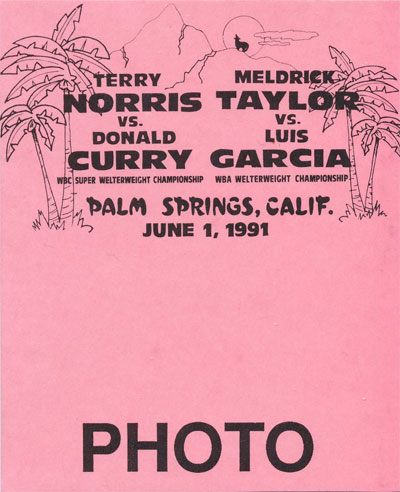 TERRY
NORRIS
VS.
DONALD
CURRY
WBC SUPER WELTERWEIGHT CHAMPIONSHIP
MELDRICK
TAYLOR
VS.
LUIS
GARCIA
WBA WELTERWEIGHT CHAMPIONSHIP
PALM SPRINGS, CALIF.
JUNE 1, 1991
PHOTO